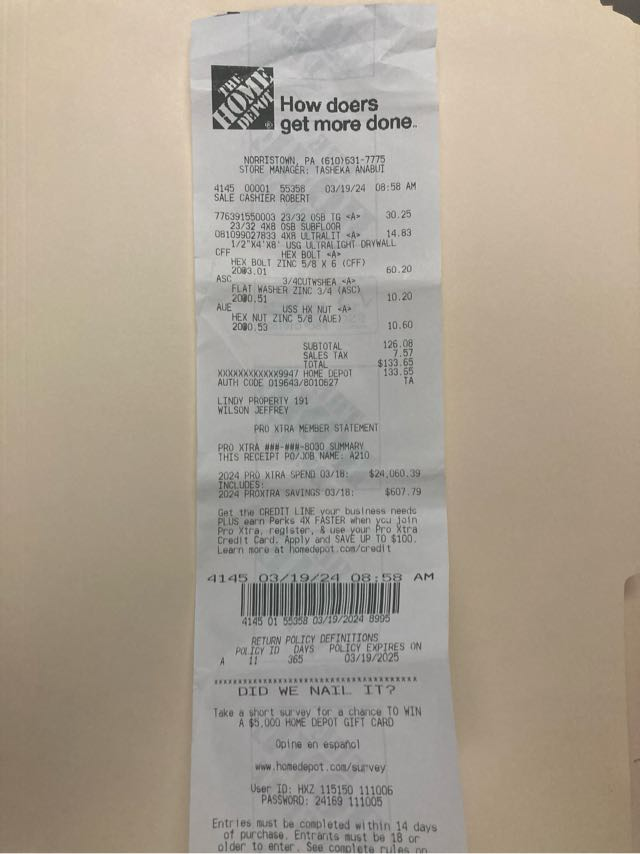 THE
HOME
DEPOT
How doers
get more done.
NORRISTOWN, PA (610)631-7775
STORE MANAGER: TASHEKA ANABUI
4145 00001 55358 03/19/24 08:58 AM
SALE CASHIER ROBERT
776391550003 23/32 OSB TG <A> 30.25
23/32 4X8 OSB SUBFLOOR
081099027833 4X8 ULTRALIT <A> 14.83
1/2"X4'X8' USG ULTRALIGHT DRYWALL
CFF HEX BOLT <A>
HEX BOLT ZINC 5/8 X 6 (CFF)
20@3.01 60.20
ASC 3/4CUTWSHEA <A>
FLAT WASHER ZINC 3/4 (ASC)
20@0.51 10.20
AUE USS HX NUT <A>
HEX NUT ZINC 5/8 (AUE)
20@0.53 10.60
SUBTOTAL 126.08
SALES TAX 7.57
TOTAL $133.65
XXXXXXXXXXXX9947 HOME DEPOT 133.65
AUTH CODE 019643/8010627 TA
LINDY PROPERTY 191
WILSON JEFFREY
PRO XTRA MEMBER STATEMENT
PRO XTRA ###-###-8030 SUMMARY
THIS RECEIPT PO/JOB NAME: A210
2024 PRO XTRA SPEND 03/18: $24,060.39
INCLUDES:
2024 PROXTRA SAVINGS 03/18: $607.79
Get the CREDIT LINE your business needs
PLUS earn Perks 4X FASTER when you join
Pro Xtra, register, & use your Pro Xtra
Credit Card. Apply and SAVE UP TO $100.
Learn more at homedepot.com/credit
4145 03/19/24 08:58 AM
4145 01 55358 03/19/2024 8995
RETURN POLICY DEFINITIONS
POLICY ID DAYS POLICY EXPIRES ON
A 11 365 03/19/2025
DID WE NAIL IT?
Take a short survey for a chance TO WIN
A $5,000 HOME DEPOT GIFT CARD
Opine en español
www.homedepot.com/survey
User ID: HXZ 115150 111006
PASSWORD: 24169 111005
Entries must be completed within 14 days
of purchase. Entrants must be 18 or
older to enter. See complete rules on